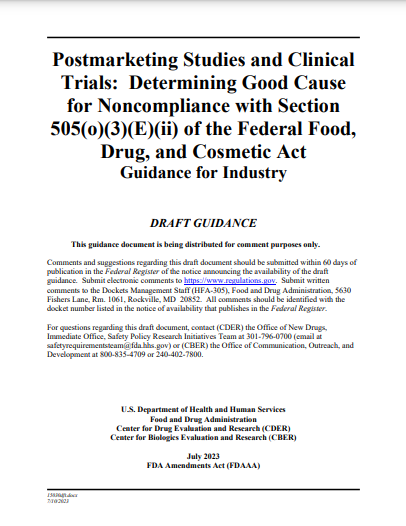 Postmarketing Studies and Clinical
Trials: Determining Good Cause
for Noncompliance with Section
505(o)(3)(E)(ii) of the Federal Food,
Drug, and Cosmetic Act
Guidance for Industry
DRAFT GUIDANCE
This guidance document is being distributed for comment purposes only.
Comments and suggestions regarding this draft document should be submitted within 60 days of
publication in the Federal Register of the notice announcing the availability of the draft
guidance. Submit electronic comments to https://www.regulations.gov. Submit written
comments to the Dockets Management Staff (HFA-305), Food and Drug Administration, 5630
Fishers Lane, Rm. 1061, Rockville, MD 20852. All comments should be identified with the
docket number listed in the notice of availability that publishes in the Federal Register.
For questions regarding this draft document, contact (CDER) the Office of New Drugs,
Immediate Office, Safety Policy Research Initiatives Team at 301-796-0700 (email at
safetyrequirementsteam@fda.hhs.gov) or (CBER) the Office of Communication, Outreach, and
Development at 800-835-4709 or 240-402-7800.
U.S. Department of Health and Human Services
Food and Drug Administration
Center for Drug Evaluation and Research (CDER)
Center for Biologics Evaluation and Research (CBER)
July 2023
FDA Amendments Act (FDAAA)
7/10/2023